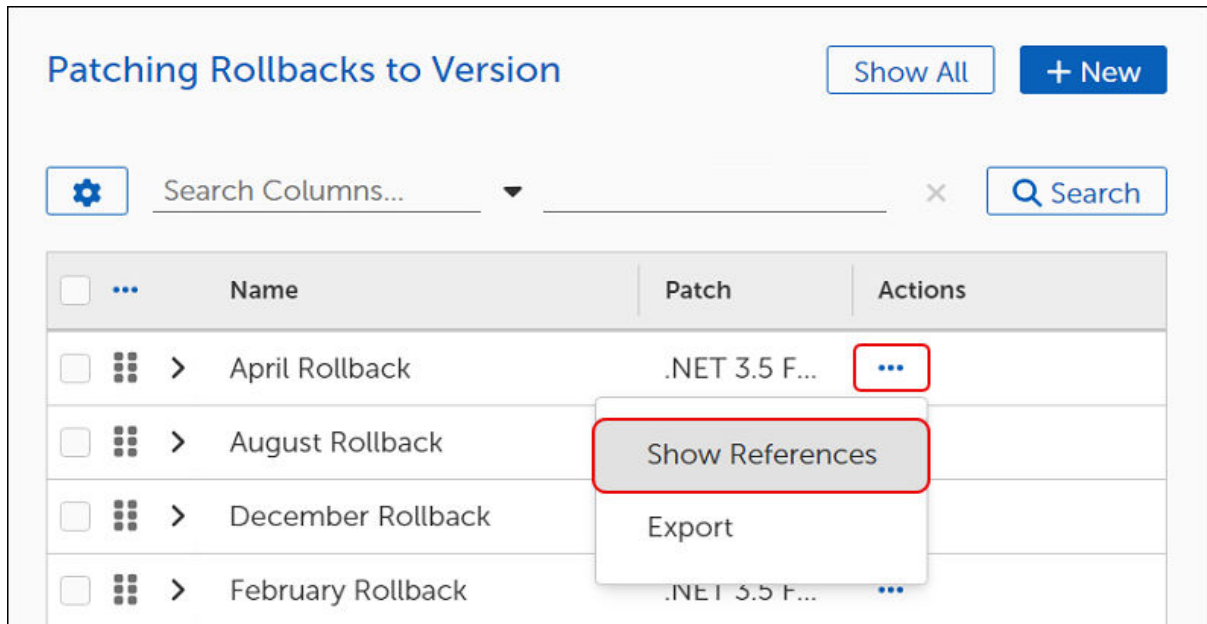 Patching Rollbacks to Version
Show All
+ New
Search Columns...
Search
Name Patch Actions
April Rollback .NET 3.5 F...
August Rollback
Show References
December Rollback
Export
February Rollback .NET 3.5 F...